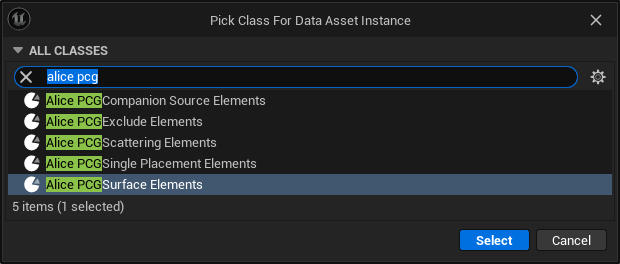 Pick Class For Data Asset Instance
ALL CLASSES
alice pcg
Alice PCGCompanion Source Elements
Alice PCGExclude Elements
Alice PCGScattering Elements
Alice PCGSingle Placement Elements
Alice PCGSurface Elements
5 items (1 selected)
Select Cancel